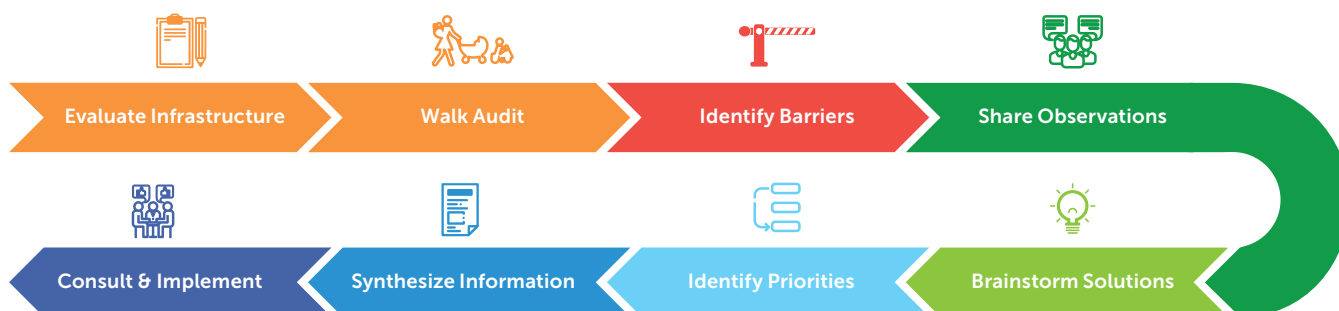 Evaluate Infrastructure
Walk Audit
Identify Barriers
Share Observations
Brainstorm Solutions
Identify Priorities
Synthesize Information
Consult & Implement